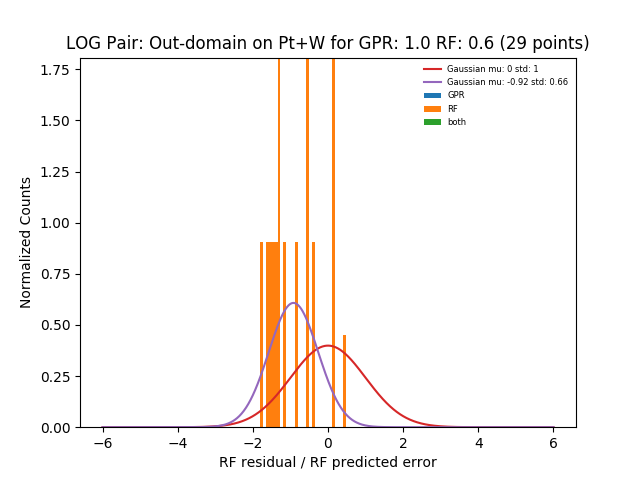 LOG Pair: Out-domain on Pt+W for GPR: 1.0 RF: 0.6 (29 points)
Gaussian mu: 0 std: 1
Gaussian mu: -0.92 std: 0.66
GPR
RF
both
Normalized Counts
1.75
1.50
1.25
1.00
0.75
0.50
0.25
0.00
−6 −4 −2 0 2 4 6
RF residual / RF predicted error